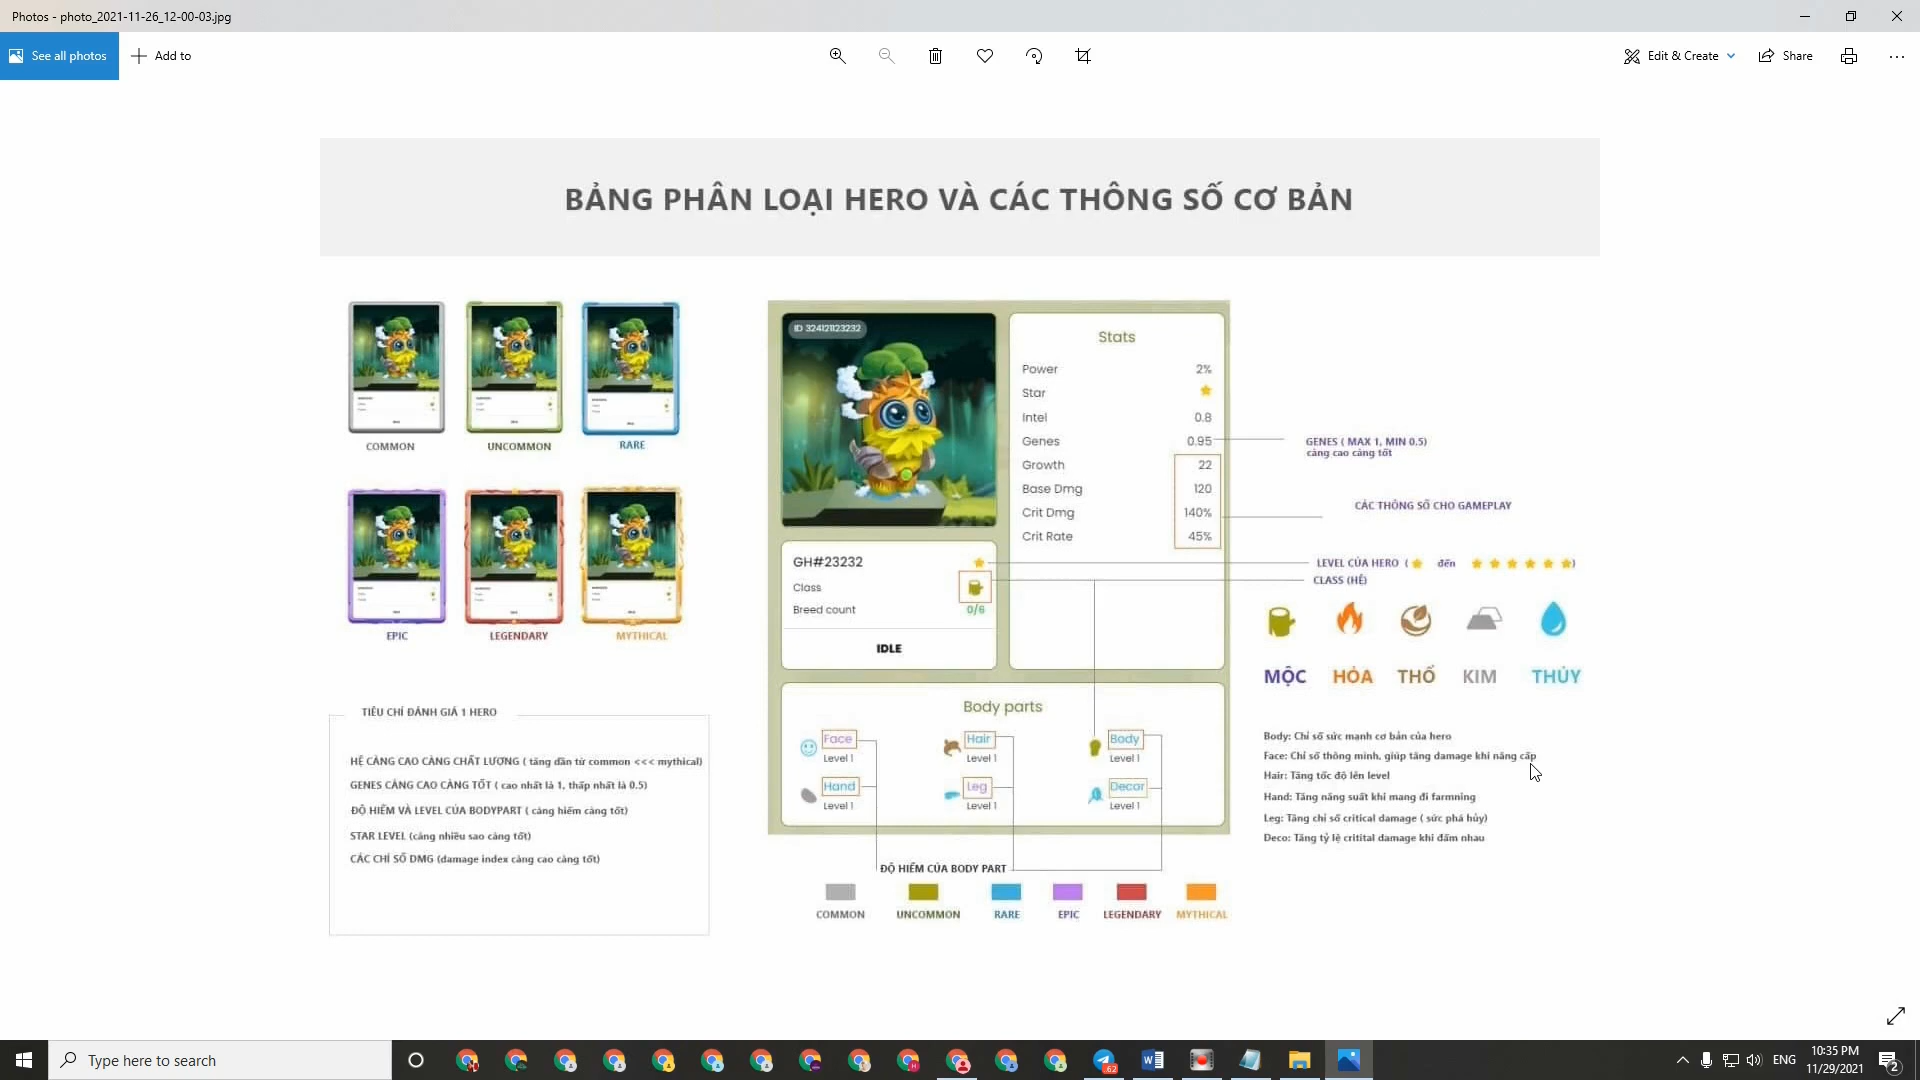 Photos - photo_2021-11-26_12-00-03.jpg
See all photos
Add to
Edit & Create
Share
BẢNG PHÂN LOẠI HERO VÀ CÁC THÔNG SỐ CƠ BẢN
COMMON
UNCOMMON
RARE
EPIC
LEGENDARY
MYTHICAL
TIÊU CHÍ ĐÁNH GIÁ 1 HERO
HỆ CÀNG CAO CÀNG CHẤT LƯƠNG ( tăng dần từ common <<< mythical)
GENES CÀNG CAO CÀNG TỐT ( cao nhất là 1, thấp nhất là 0.5)
ĐỘ HIẾM VÀ LEVEL CỦA BODYPART ( càng hiếm càng tốt)
STAR LEVEL (càng nhiều sao càng tốt)
CÁC CHỈ SỐ DMG (damage index càng cao càng tốt)
ID 324121123232
GH#23232
Class
Breed count 0/6
IDLE
Stats
Power 2%
Star
Intel 0.8
Genes 0.95
Growth 22
Base Dmg 120
Crit Dmg 140%
Crit Rate 45%
Body parts
Face
Level 1
Hair
Level 1
Body
Level 1
Hand
Level 1
Leg
Level 1
Decor
Level 1
ĐỘ HIẾM CỦA BODY PART
COMMON
UNCOMMON
RARE
EPIC
LEGENDARY
MYTHICAL
GENES ( MAX 1, MIN 0.5)
càng cao càng tốt
CÁC THÔNG SỐ CHO GAMEPLAY
LEVEL CỦA HERO ( đến )
CLASS (HỆ)
MỘC
HỎA
THỔ
KIM
THỦY
Body: Chỉ số sức mạnh cơ bản của hero
Face: Chỉ số thông minh, giúp tăng damage khi nâng cấp
Hair: Tăng tốc độ lên level
Hand: Tăng năng suất khi mang đi farmning
Leg: Tăng chỉ số critical damage ( sức phá hủy)
Deco: Tăng tỷ lệ critital damage khi đấm nhau
Type here to search
62
ENG
10:35 PM
11/29/2021
2